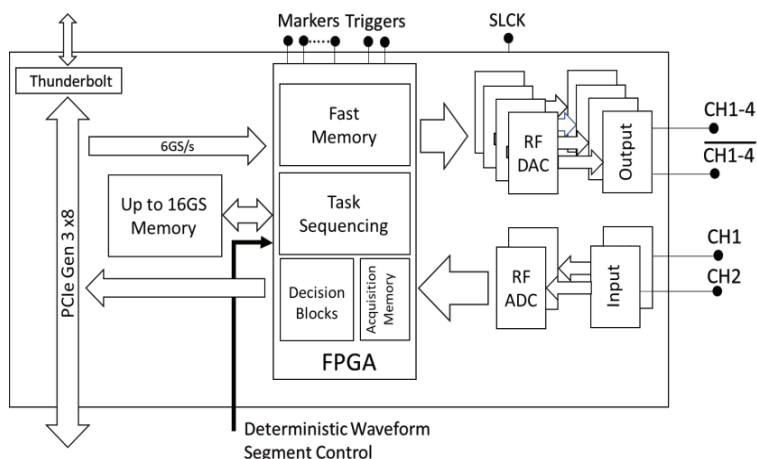 Markers Triggers
SLCK
Thunderbolt
Fast
Memory
6GS/s
RF
DAC
Output
CH1-4
CH1-4
Up to 16GS
Memory
Task
Sequencing
PCIe Gen 3 x8
CH1
CH2
Decision
Blocks
Acquisition
Memory
RF
ADC
Input
FPGA
Deterministic Waveform
Segment Control